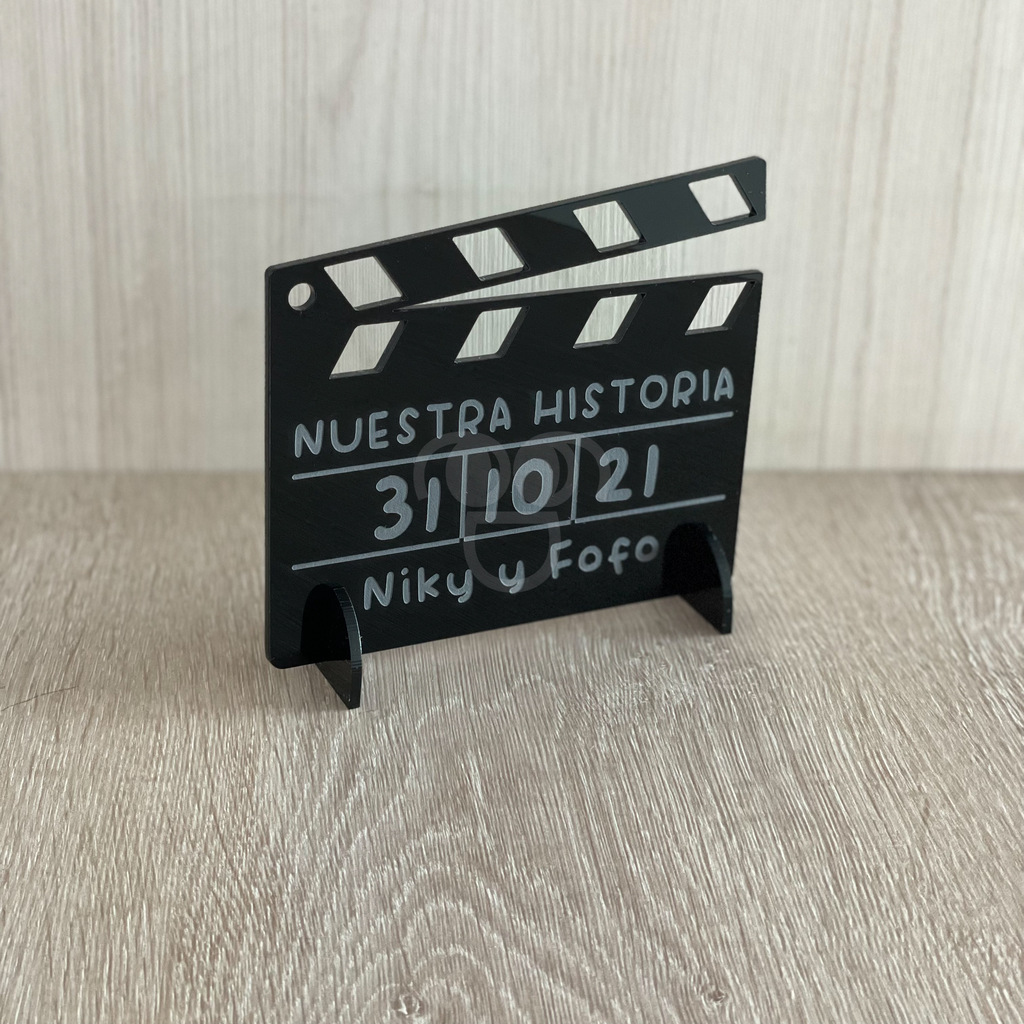 NUESTRA HISTORIA
31 10 21
Niky y Fofo